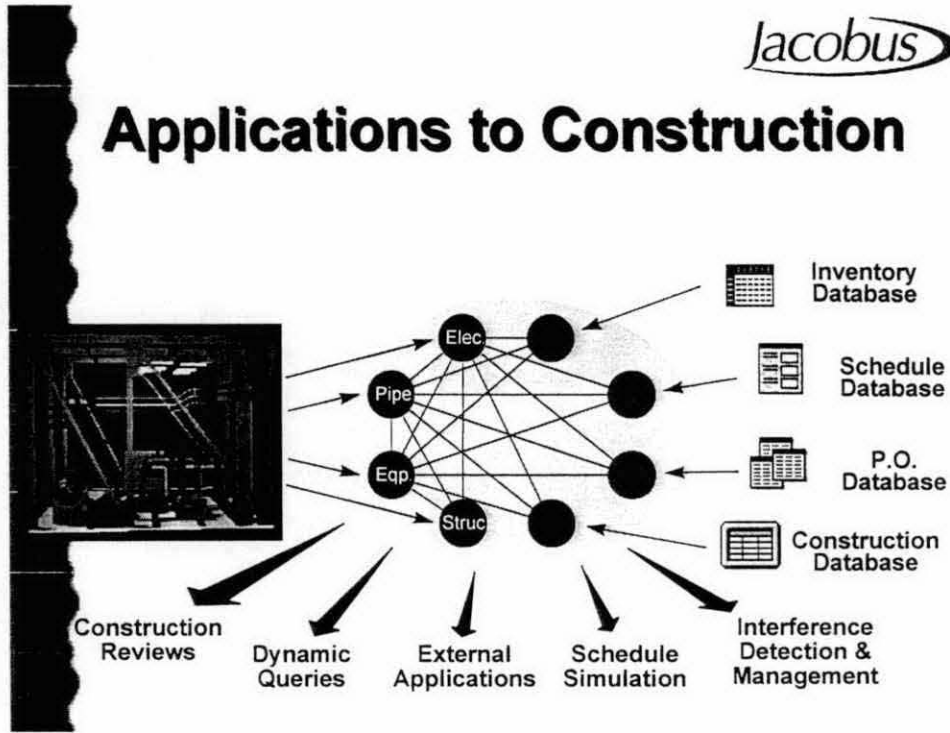 Jacobus
Applications to Construction
Inventory
Database
Elec.
Pipe
Schedule
Database
Eqp.
P.O.
Database
Struc
Construction
Database
Construction
Reviews
Dynamic
Queries
External
Applications
Schedule
Simulation
Interference
Detection &
Management